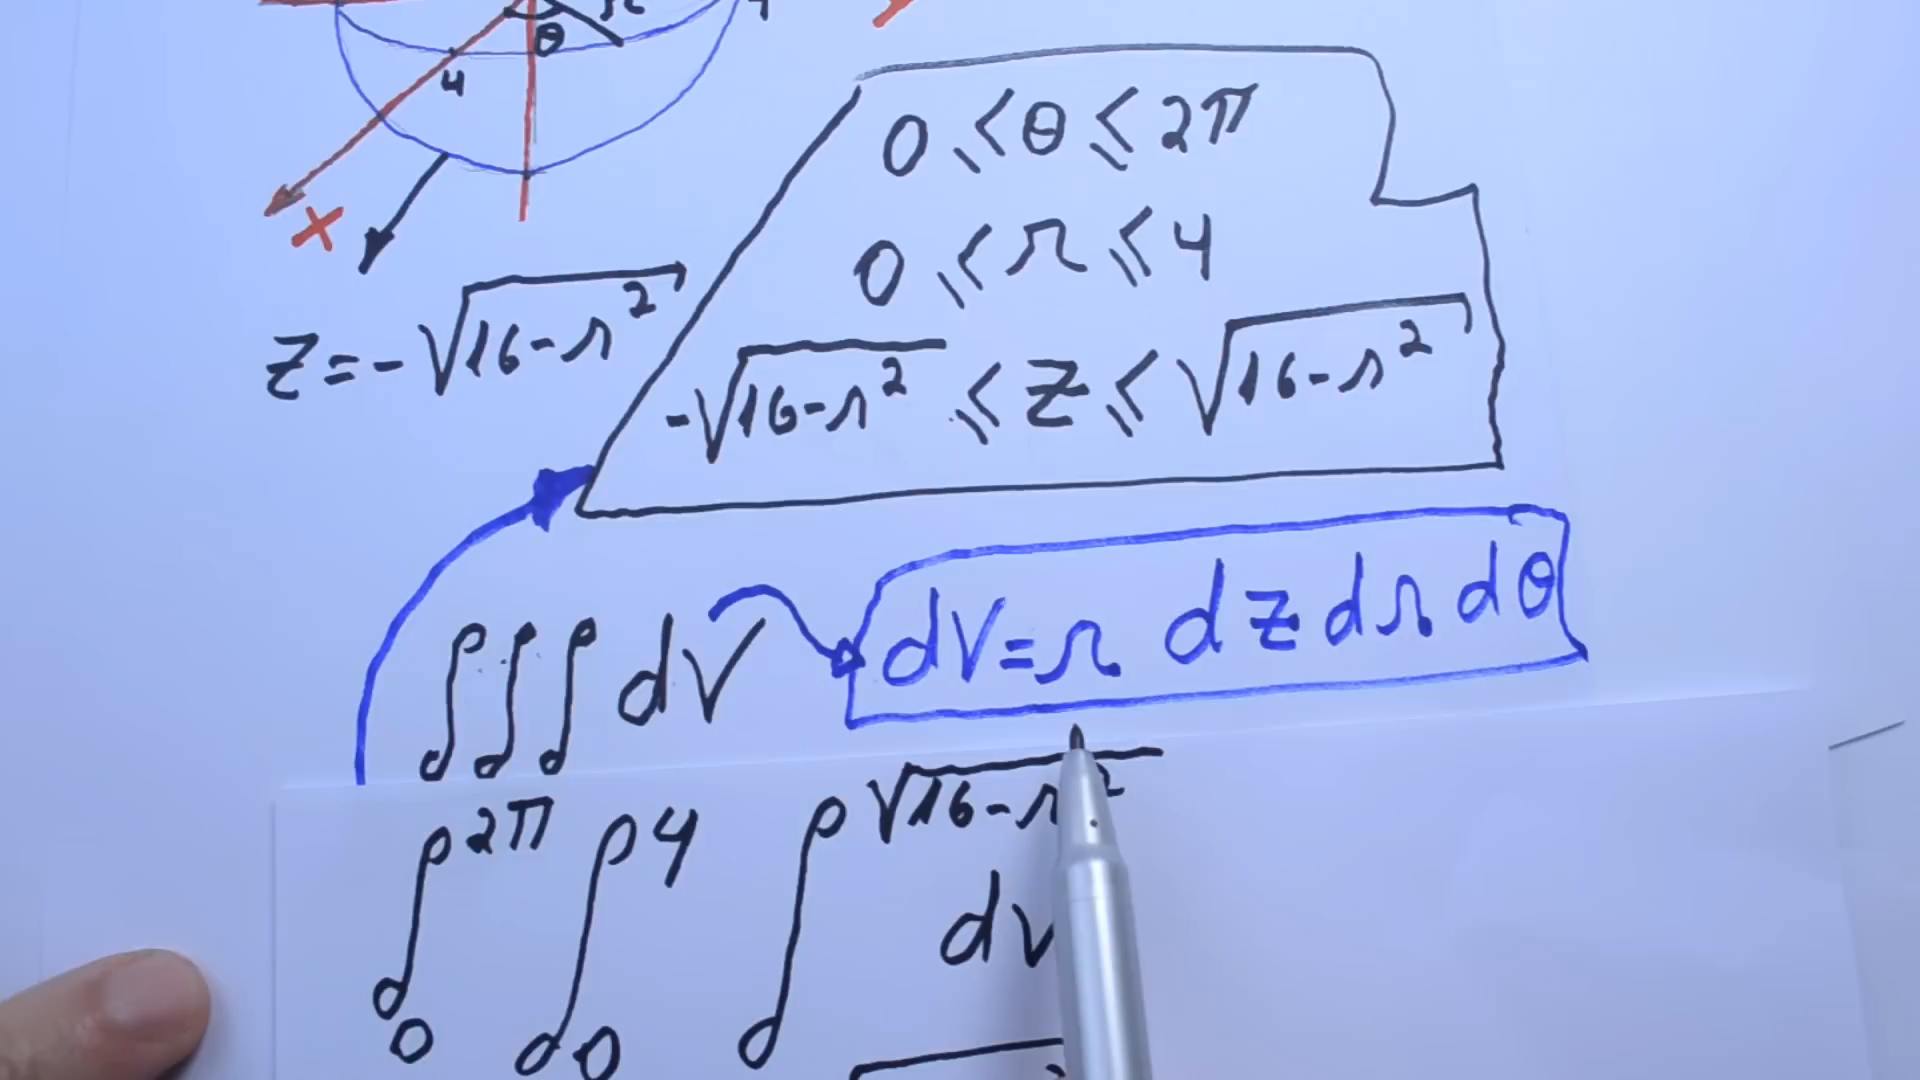 θ
4
X
0 ≤ θ ≤ 2π
0 ≤ r ≤ 4
z = -√(16-r²)
-√(16-r²) ≤ z ≤ √(16-r²)
∫∫∫ dV
dV = r dz dr dθ
∫₀^2π ∫₀^4 ∫^√(16-r²) dv